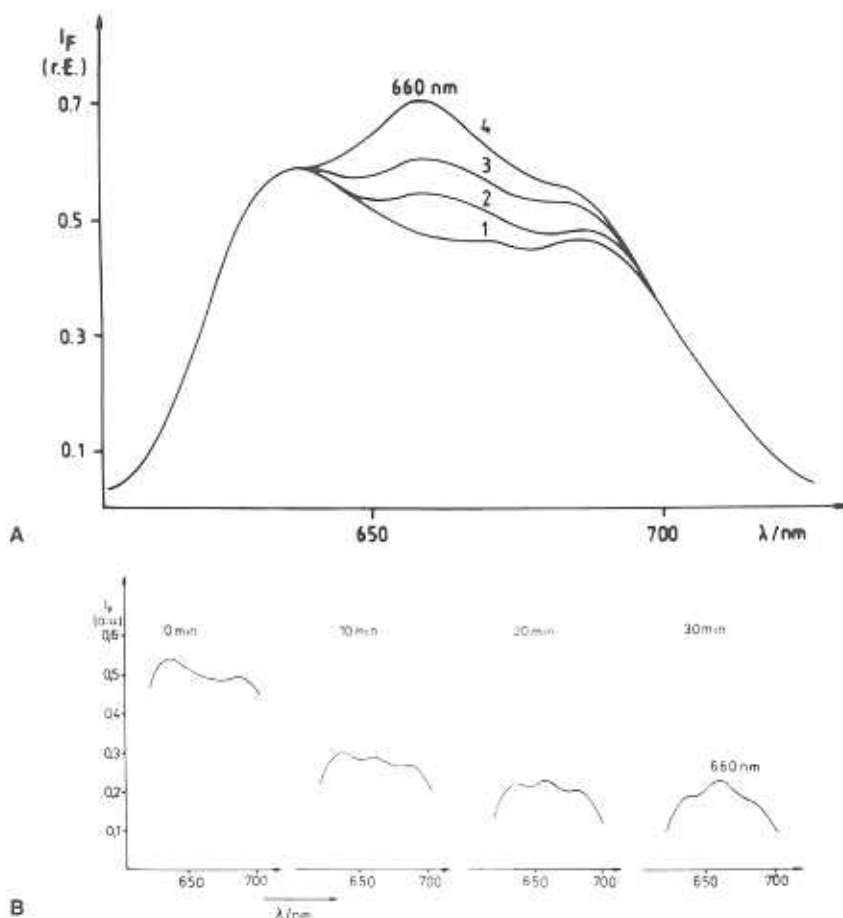 I_F
(r.E.)
0.7
0.5
0.3
0.1
660 nm
4
3
2
1
650
700
λ/nm
A
I_F
(a.u.)
0 min
10 min
20 min
30 min
0,6
0,5
0,4
0,3
0,2
0,1
660 nm
650 700
650 700
650 700
650 700
λ/nm
B